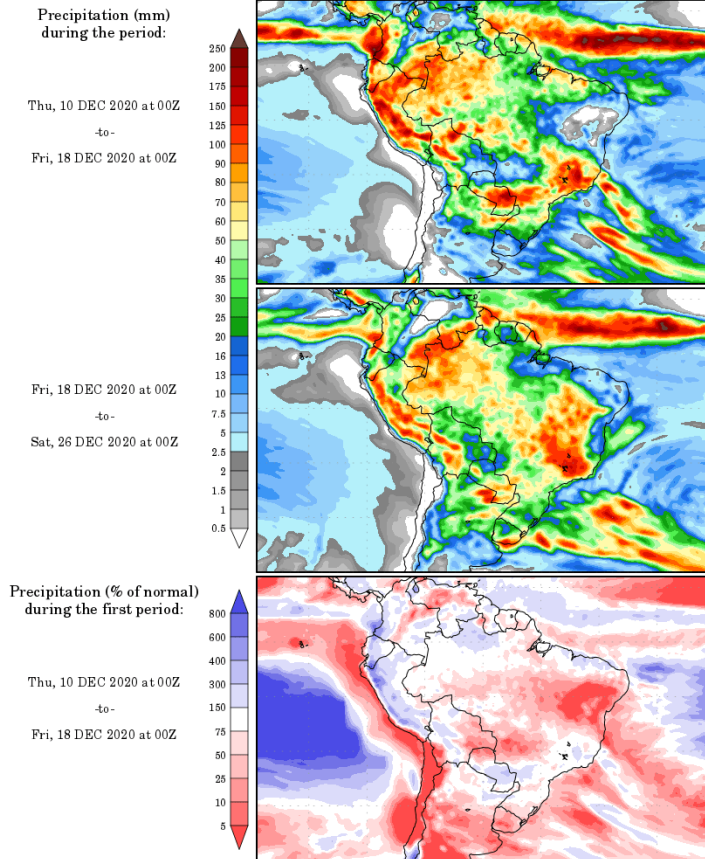 Precipitation (mm)
during the period:
Thu, 10 DEC 2020 at 00Z
-to-
Fri, 18 DEC 2020 at 00Z
Fri, 18 DEC 2020 at 00Z
-to-
Sat, 26 DEC 2020 at 00Z
250
200
175
150
125
100
90
80
70
60
50
40
35
30
25
20
16
13
10
7.5
5
2.5
2
1.5
1
0.5
Precipitation (% of normal)
during the first period:
Thu, 10 DEC 2020 at 00Z
-to-
Fri, 18 DEC 2020 at 00Z
800
600
400
300
150
75
50
25
10
5